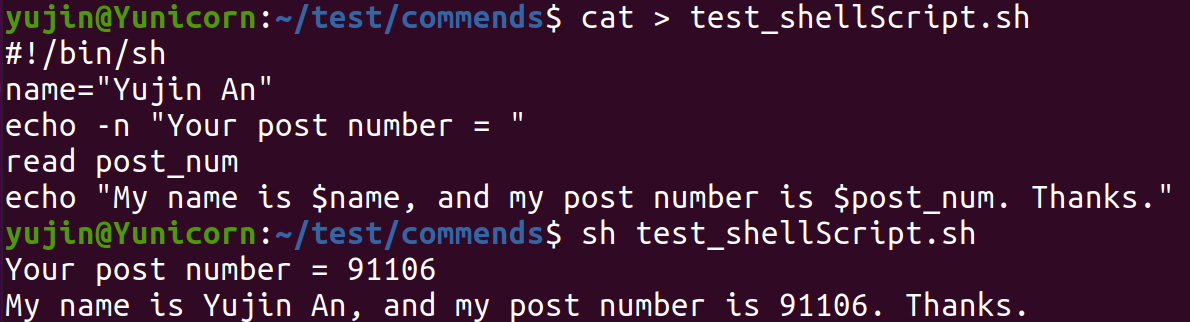 yujin@Yunicorn:~/test/commends$ cat > test_shellScript.sh
#!/bin/sh
name="Yujin An"
echo -n "Your post number = "
read post_num
echo "My name is $name, and my post number is $post_num. Thanks."
yujin@Yunicorn:~/test/commends$ sh test_shellScript.sh
Your post number = 91106
My name is Yujin An, and my post number is 91106. Thanks.